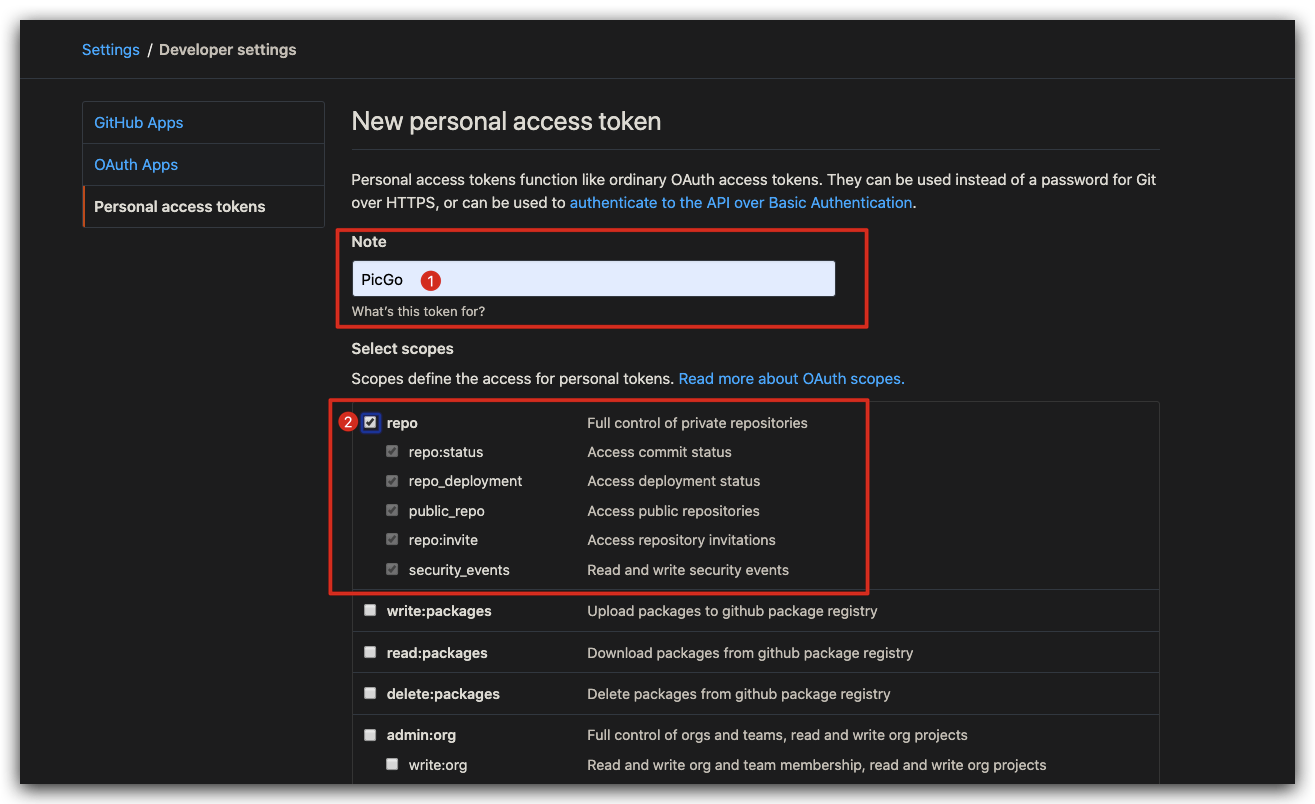 Settings / Developer settings
GitHub Apps
OAuth Apps
Personal access tokens
New personal access token
Personal access tokens function like ordinary OAuth access tokens. They can be used instead of a password for Git
over HTTPS, or can be used to authenticate to the API over Basic Authentication.
Note
PicGo 1
What's this token for?
Select scopes
Scopes define the access for personal tokens. Read more about OAuth scopes.
2 repo Full control of private repositories
repo:status Access commit status
repo_deployment Access deployment status
public_repo Access public repositories
repo:invite Access repository invitations
security_events Read and write security events
write:packages Upload packages to github package registry
read:packages Download packages from github package registry
delete:packages Delete packages from github package registry
admin:org Full control of orgs and teams, read and write org projects
write:org Read and write org and team membership, read and write org projects